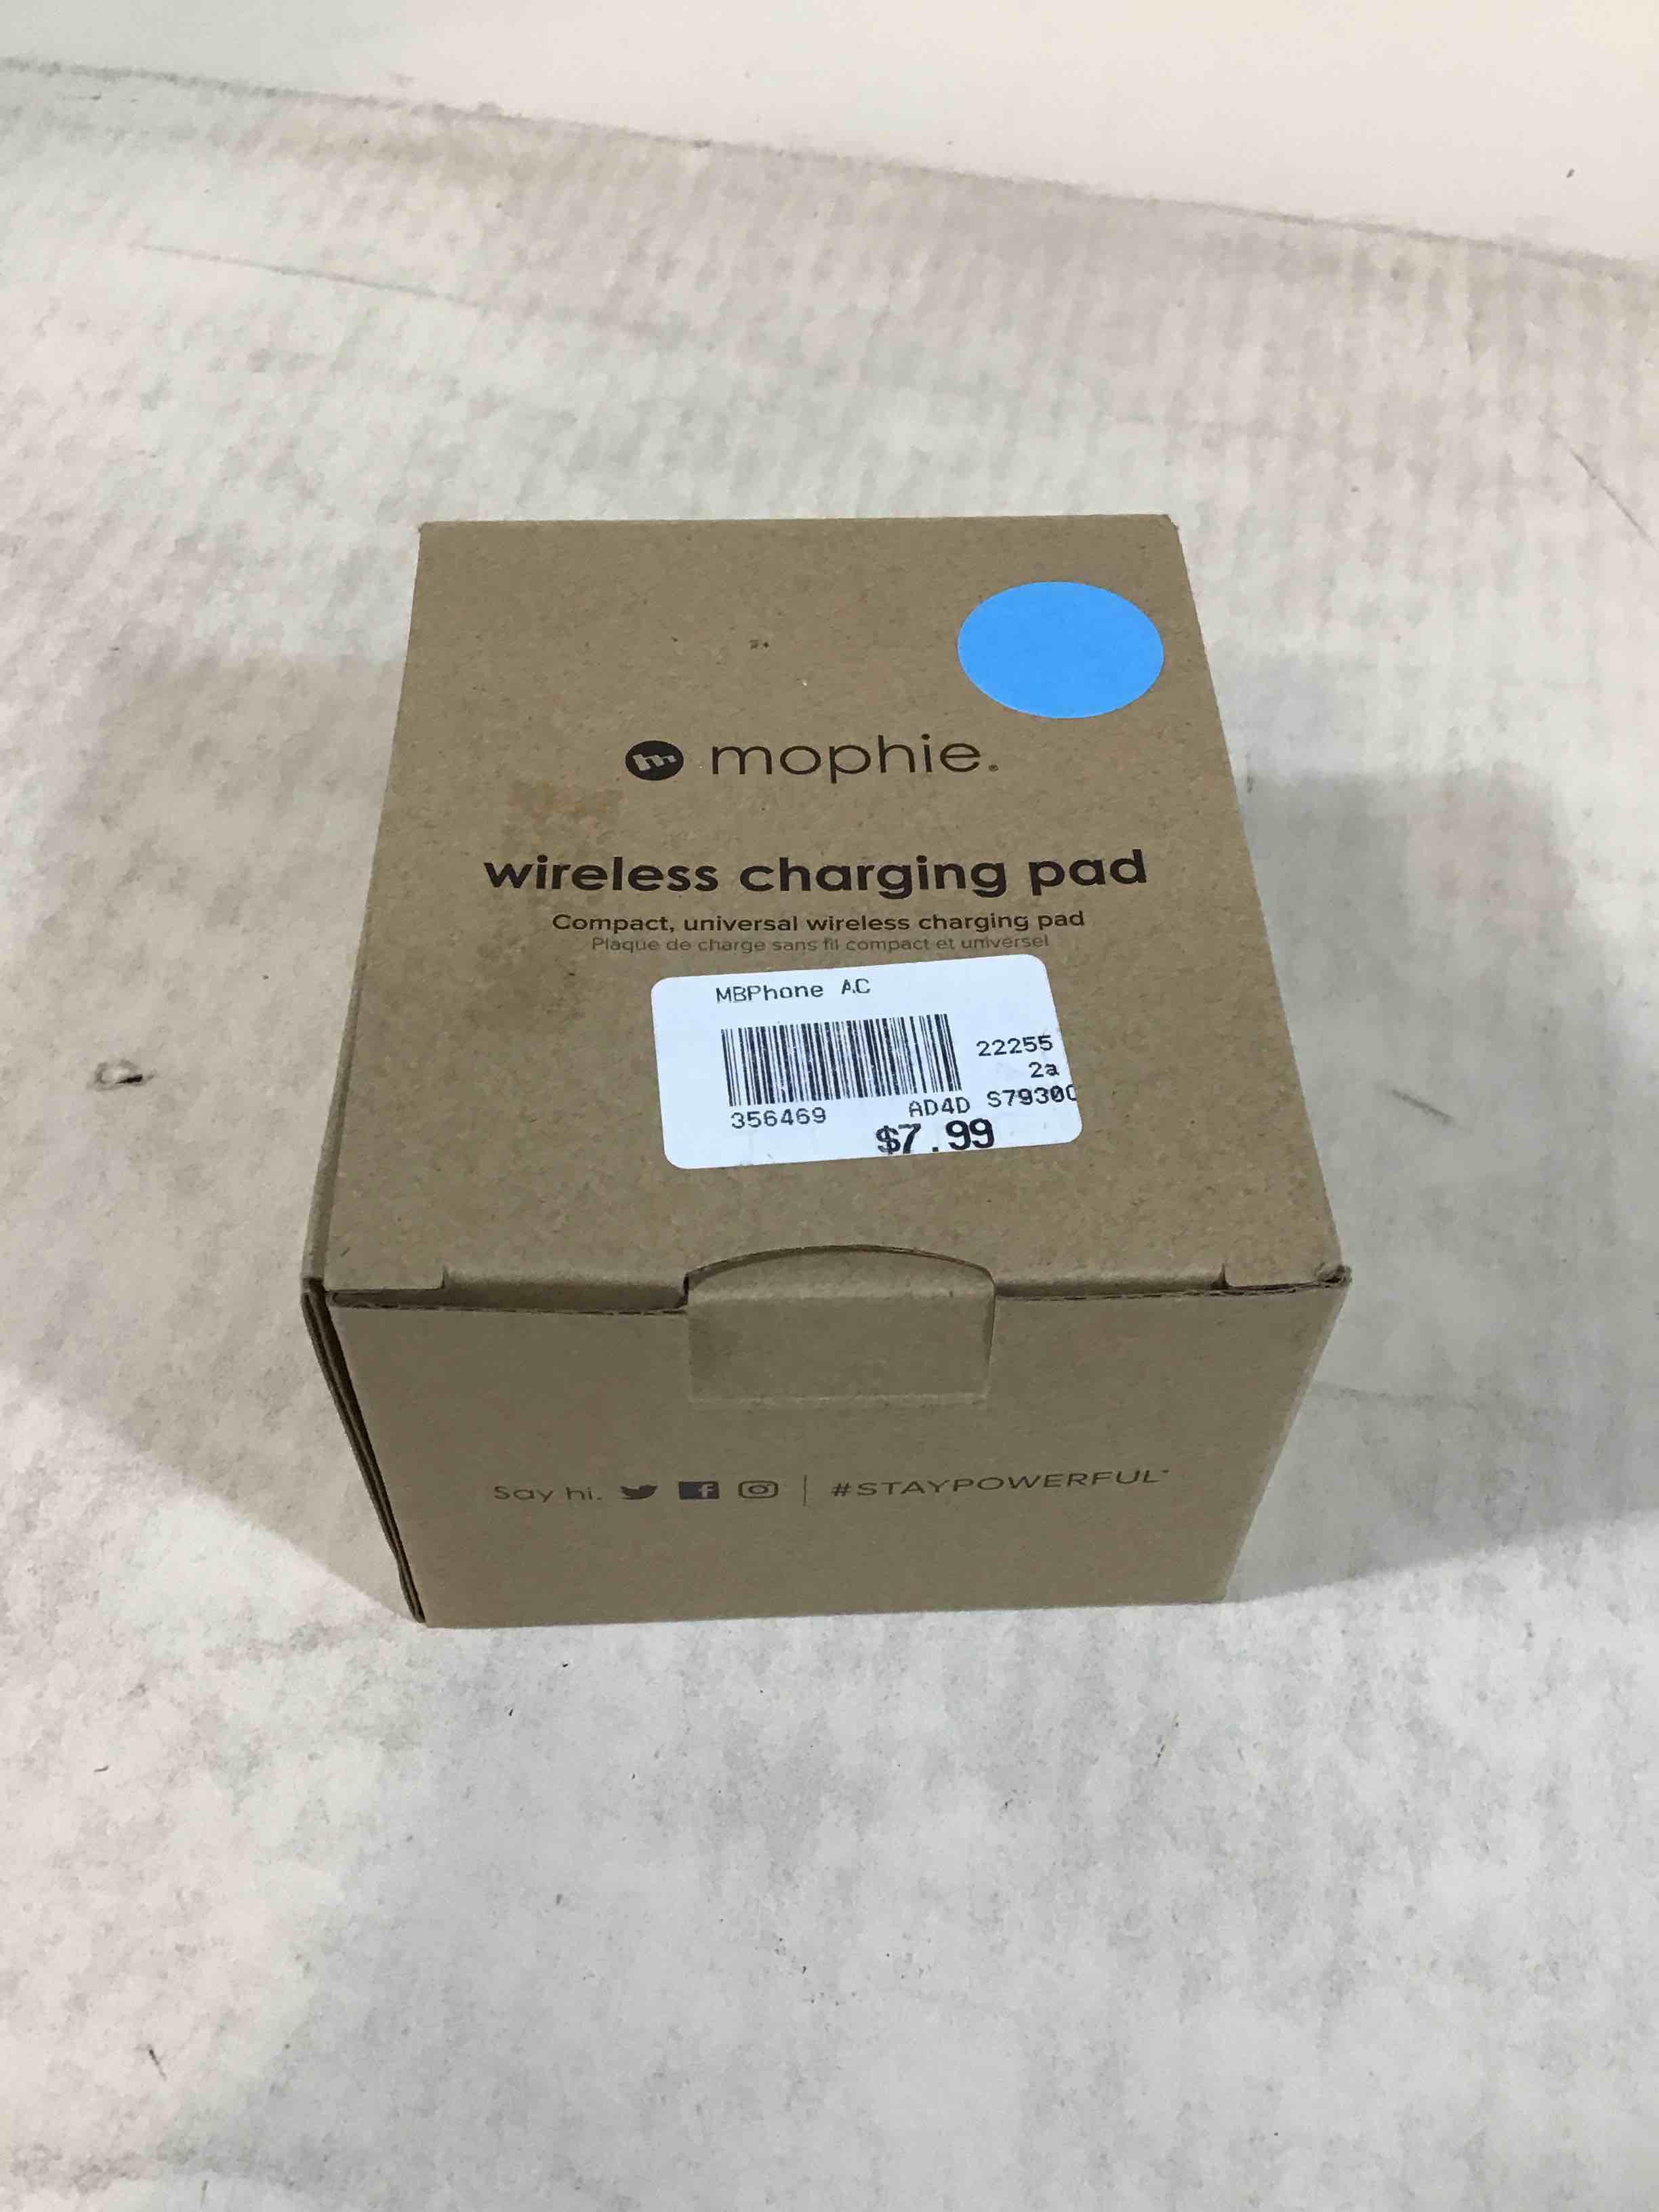 mophie.
wireless charging pad
Compact, universal wireless charging pad
Plaque de charge sans fil compact et universel
MBPhone AC
22255
2a
356469 AD4D S7930
$7.99
Say hi. #STAYPOWERFUL